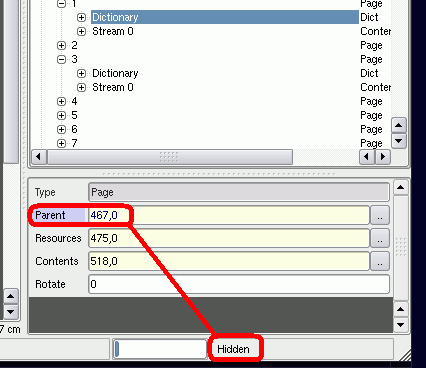 1 Page
Dictionary Dict
Stream 0 Conter
2 Page
3 Page
Dictionary Dict
Stream 0 Conter
4 Page
5 Page
6 Page
7 Page
Type Page
Parent 467,0 ..
Resources 475,0 ..
Contents 518,0 ..
Rotate 0
7 cm
Hidden